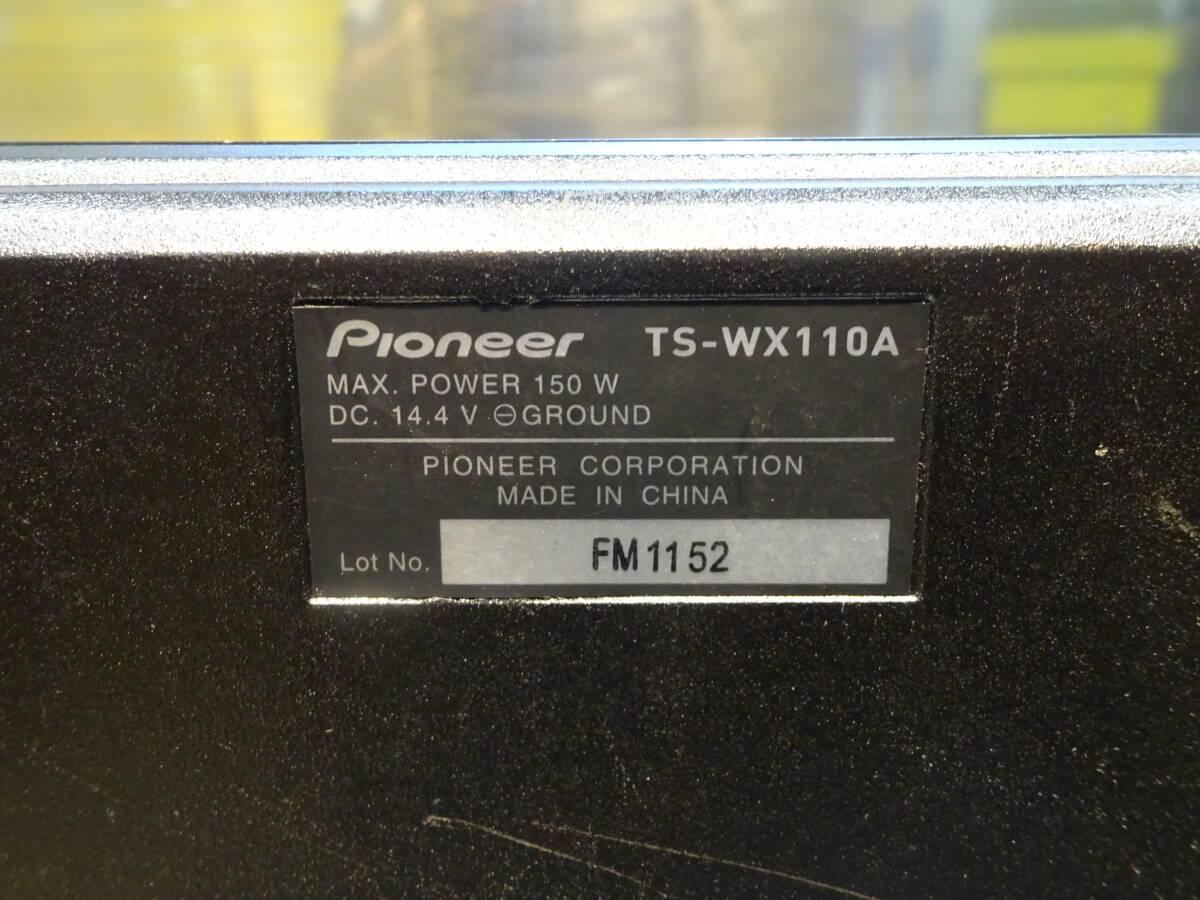 Pioneer TS-WX110A
MAX. POWER 150 W
DC. 14.4 V ⊖ GROUND
PIONEER CORPORATION
MADE IN CHINA
Lot No. FM1152